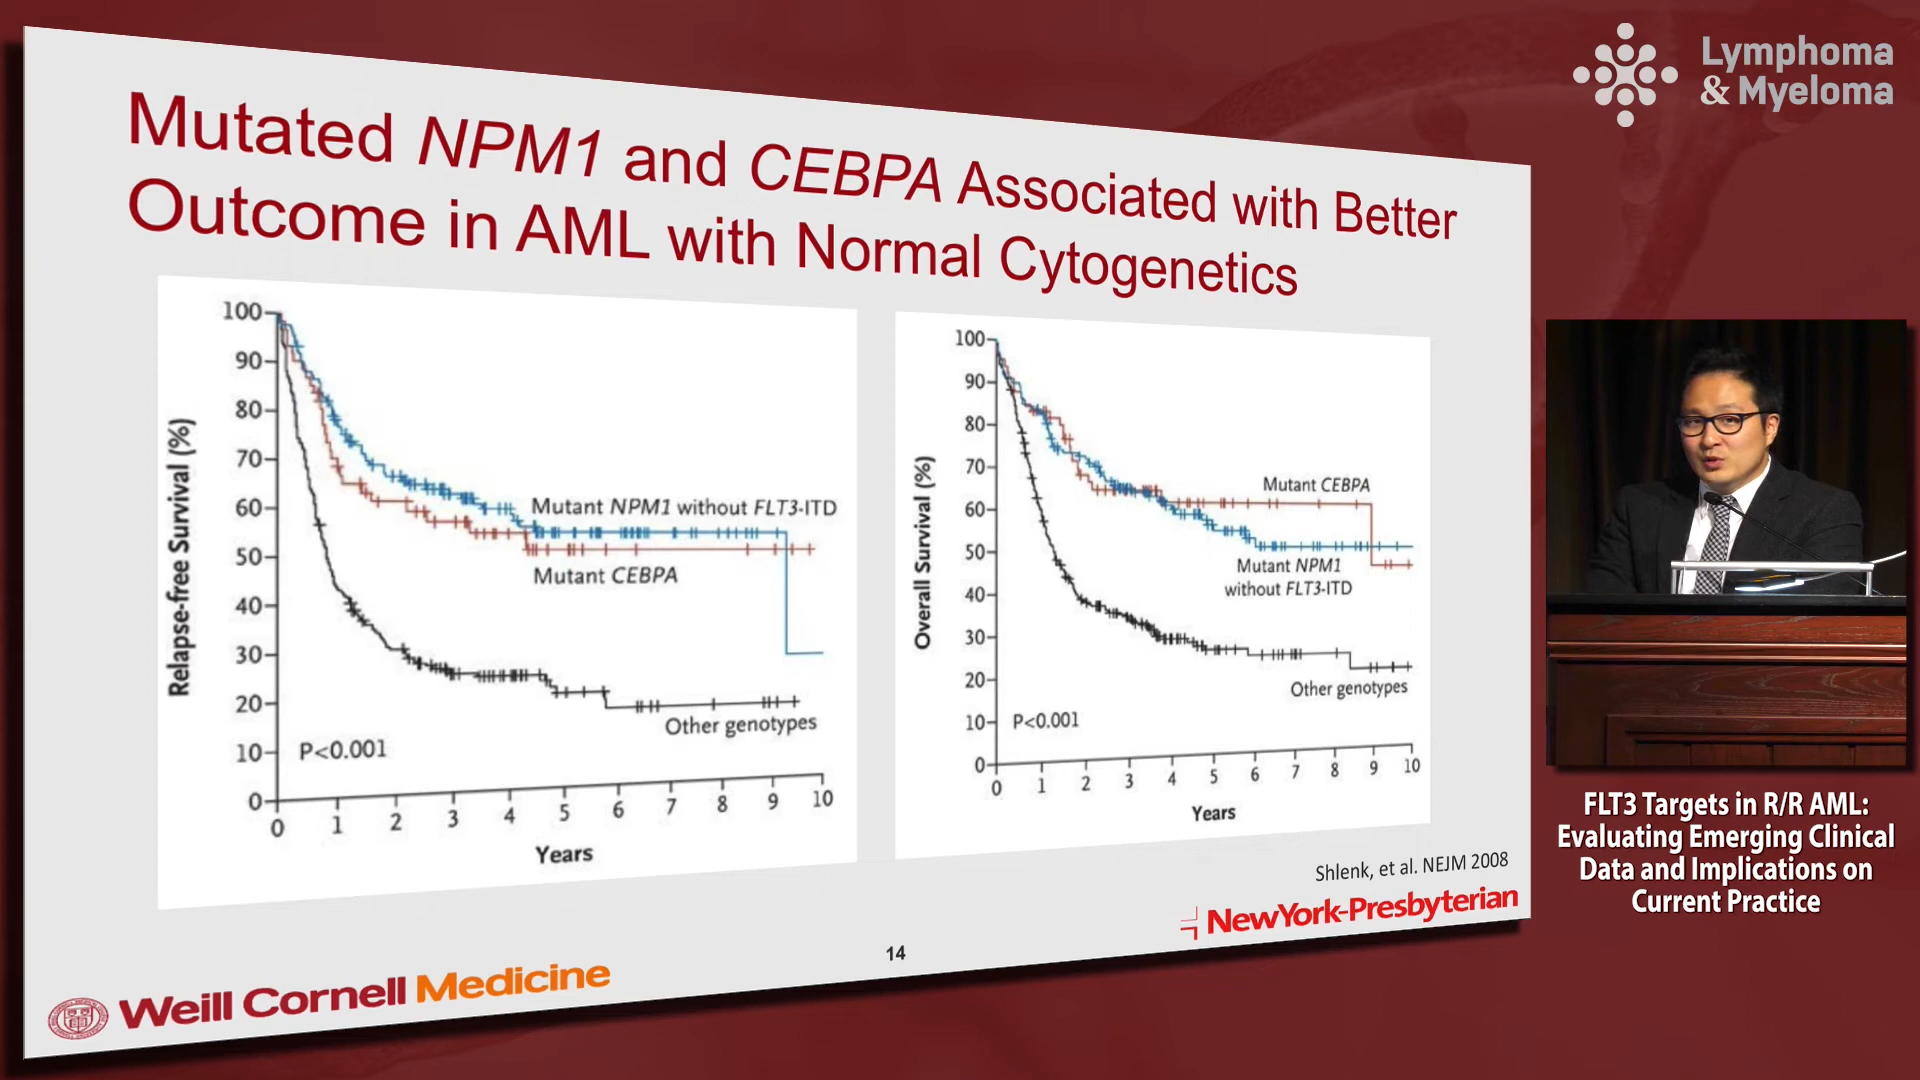 Lymphoma
& Myeloma
Mutated NPM1 and CEBPA Associated with Better
Outcome in AML with Normal Cytogenetics
100
90
80
70
60
50
40
30
20
10
0
Relapse-free Survival (%)
Mutant NPM1 without FLT3-ITD
Mutant CEBPA
Other genotypes
P<0.001
0 1 2 3 4 5 6 7 8 9 10
Years
100
90
80
70
60
50
40
30
20
10
0
Overall Survival (%)
Mutant CEBPA
Mutant NPM1
without FLT3-ITD
Other genotypes
P<0.001
0 1 2 3 4 5 6 7 8 9 10
Years
Shlenk, et al. NEJM 2008
NewYork-Presbyterian
14
Weill Cornell Medicine
FLT3 Targets in R/R AML:
Evaluating Emerging Clinical
Data and Implications on
Current Practice